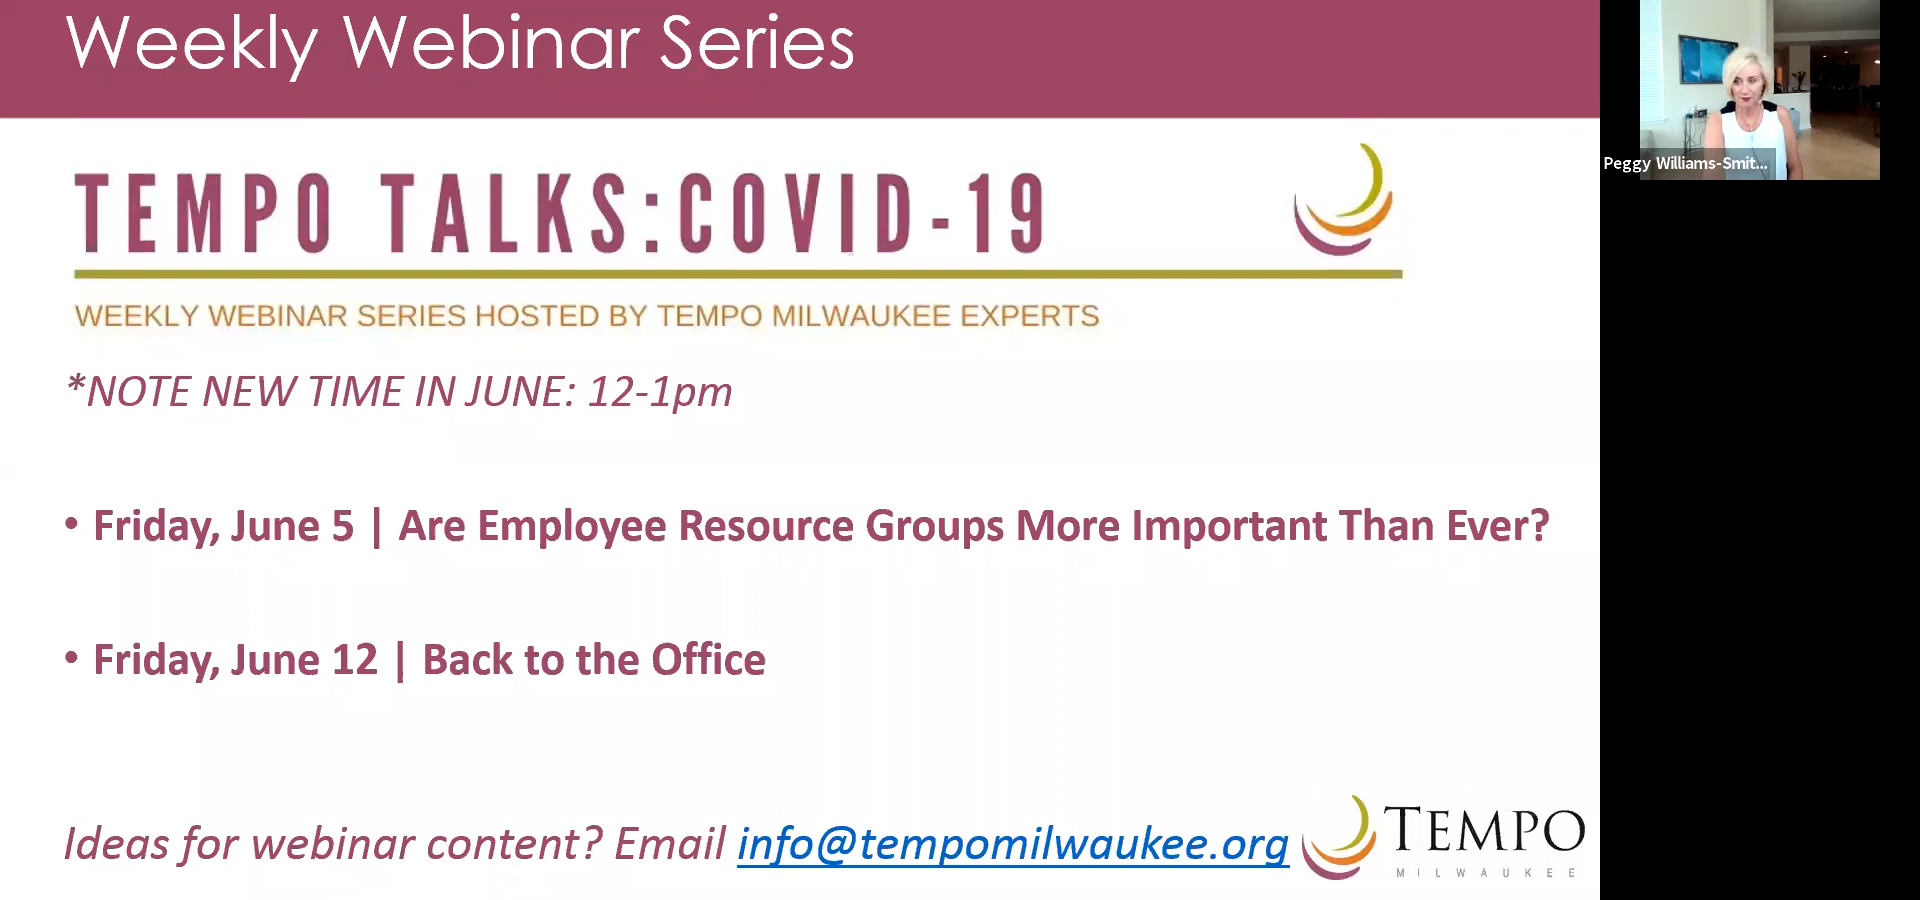 Weekly Webinar Series
TEMPO TALKS:COVID-19
WEEKLY WEBINAR SERIES HOSTED BY TEMPO MILWAUKEE EXPERTS
*NOTE NEW TIME IN JUNE: 12-1pm
• Friday, June 5 | Are Employee Resource Groups More Important Than Ever?
• Friday, June 12 | Back to the Office
Ideas for webinar content? Email info@tempomilwaukee.org
TEMPO
MILWAUKEE
Peggy Williams-Smit...